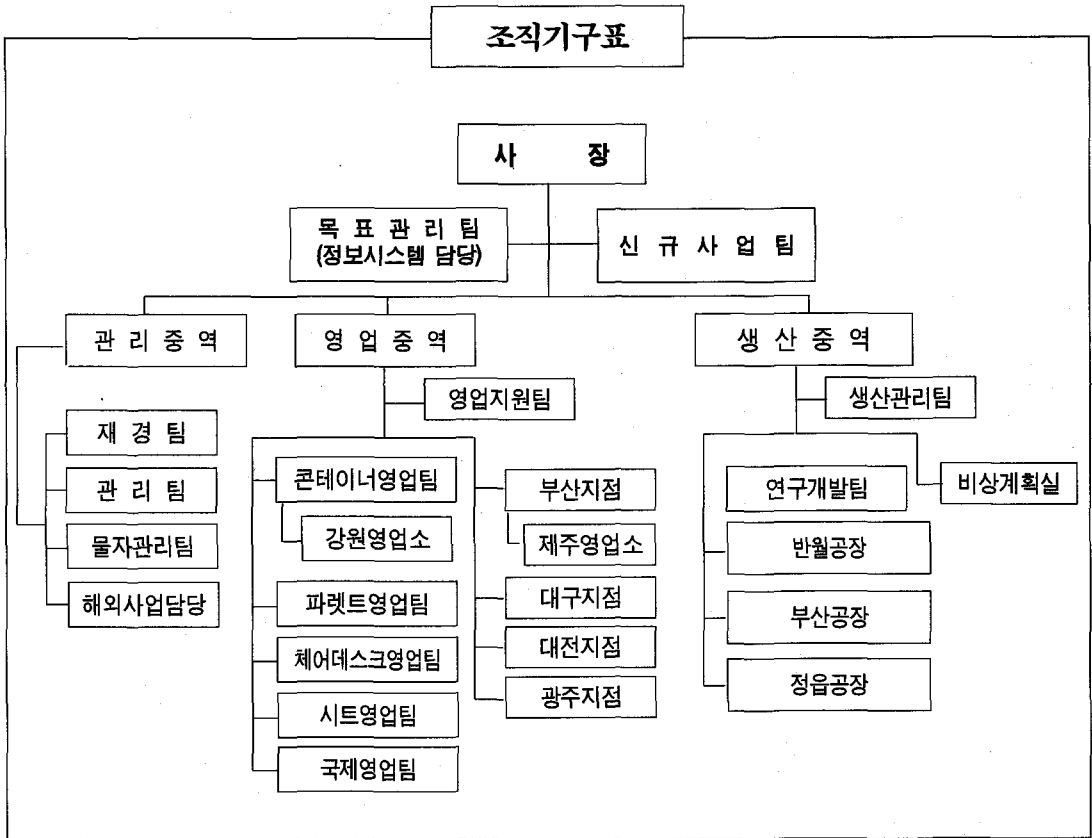 조직기구표
사 장
목 표 관 리 팀
(정보시스템 담당)
신 규 사 업 팀
관 리 중 역
재 경 팀
관 리 팀
물자관리팀
해외사업담당
영 업 중 역
영업지원팀
콘테이너영업팀
강원영업소
파렛트영업팀
체어데스크영업팀
시트영업팀
국제영업팀
부산지점
제주영업소
대구지점
대전지점
광주지점
생 산 중 역
생산관리팀
연구개발팀
반월공장
부산공장
정읍공장
비상계획실